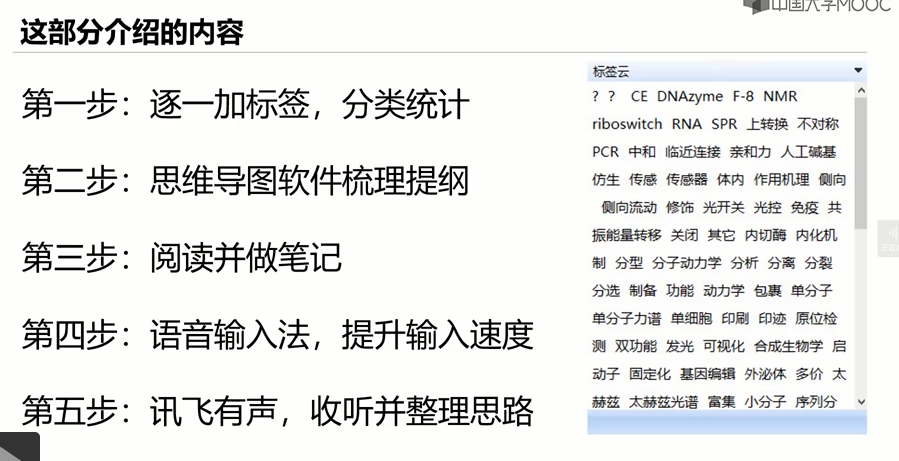 中国大学MOOC
这部分介绍的内容
第一步：逐一加标签，分类统计
第二步：思维导图软件梳理提纲
第三步：阅读并做笔记
第四步：语音输入法，提升输入速度
第五步：讯飞有声，收听并整理思路
标签云
? ? CE DNAzyme F-8 NMR
riboswitch RNA SPR 上转换 不对称
PCR 中和 临近连接 亲和力 人工碱基
仿生 传感 传感器 体内 作用机理 侧向
侧向流动 修饰 光开关 光控 免疫 共
振能量转移 关闭 其它 内切酶 内化机
制 分型 分子动力学 分析 分离 分裂
分选 制备 功能 动力学 包裹 单分子
单分子力谱 单细胞 印刷 印迹 原位检
测 双功能 发光 可视化 合成生物学 启
动子 固定化 基因编辑 外泌体 多价 太
赫兹 太赫兹光谱 富集 小分子 序列分